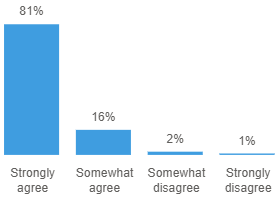 81%
16%
2%
1%
Strongly agree
Somewhat agree
Somewhat disagree
Strongly disagree